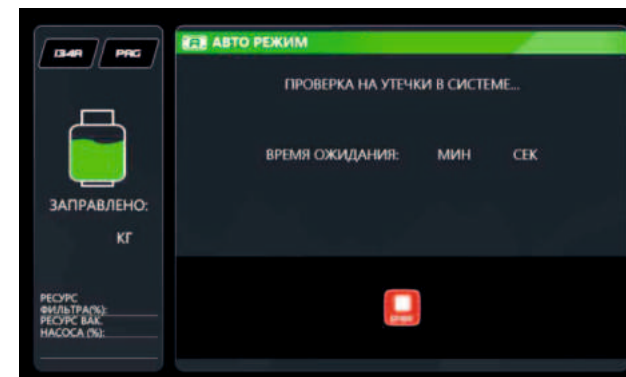 134A PAG
АВТО РЕЖИМ
ПРОВЕРКА НА УТЕЧКИ В СИСТЕМЕ...
ВРЕМЯ ОЖИДАНИЯ: МИН СЕК
ЗАПРАВЛЕНО:
КГ
РЕСУРС
ФИЛЬТРА(%):
РЕСУРС ВАК.
НАСОСА (%):